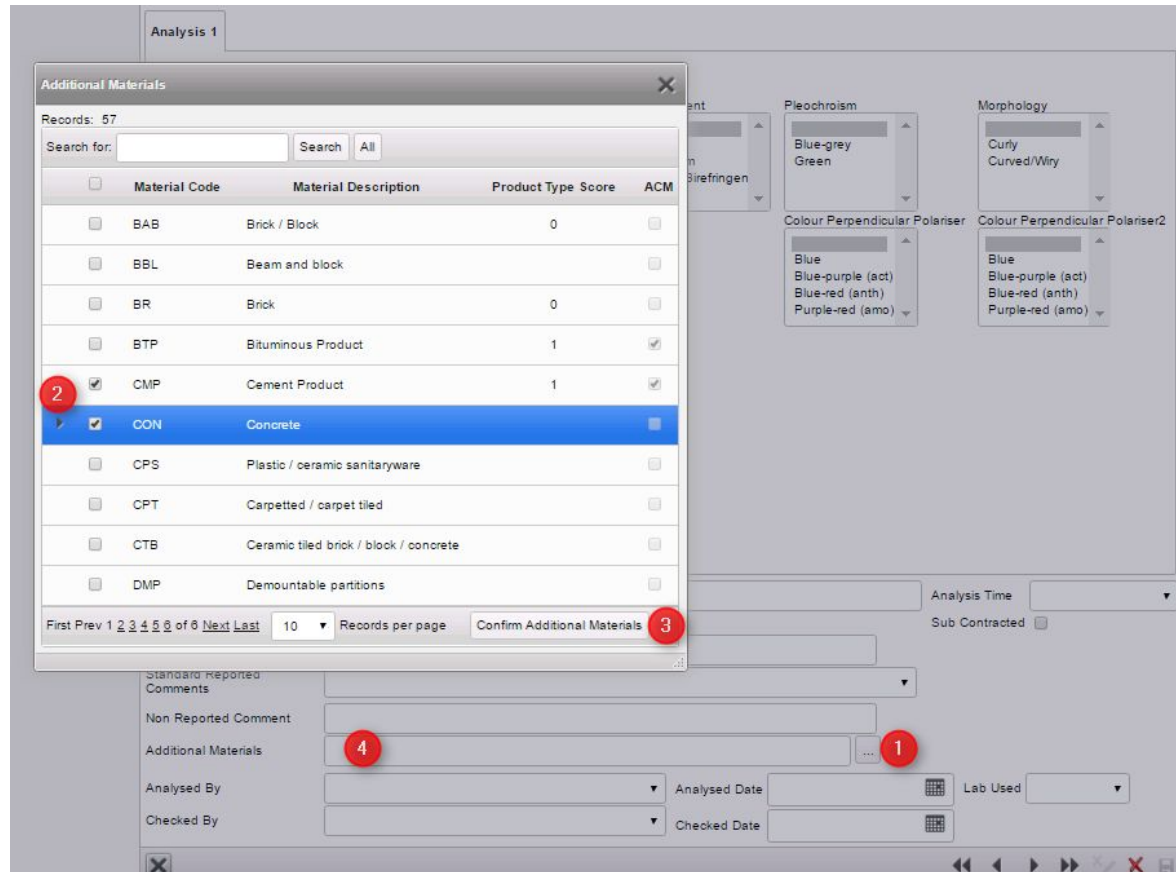 Analysis 1
Additional Materials
Records: 57
Search for: Search All
Material Code Material Description Product Type Score ACM
BAB Brick / Block 0
BBL Beam and block
BR Brick 0
BTP Bituminous Product 1
CMP Cement Product 1
2
CON Concrete
CPS Plastic / ceramic sanitaryware
CPT Carpetted / carpet tiled
CTB Ceramic tiled brick / block / concrete
DMP Demountable partitions
First Prev 1 2 3 4 5 6 of 6 Next Last 10 Records per page Confirm Additional Materials 3
Pleochroism
Blue-grey
Green
Morphology
Curly
Curved/Wiry
Colour Perpendicular Polariser
Blue
Blue-purple (act)
Blue-red (anth)
Purple-red (amo)
Colour Perpendicular Polariser2
Blue
Blue-purple (act)
Blue-red (anth)
Purple-red (amo)
Analysis Time
Sub Contracted
Standard Reported
Comments
Non Reported Comment
Additional Materials 4 ... 1
Analysed By Analysed Date Lab Used
Checked By Checked Date